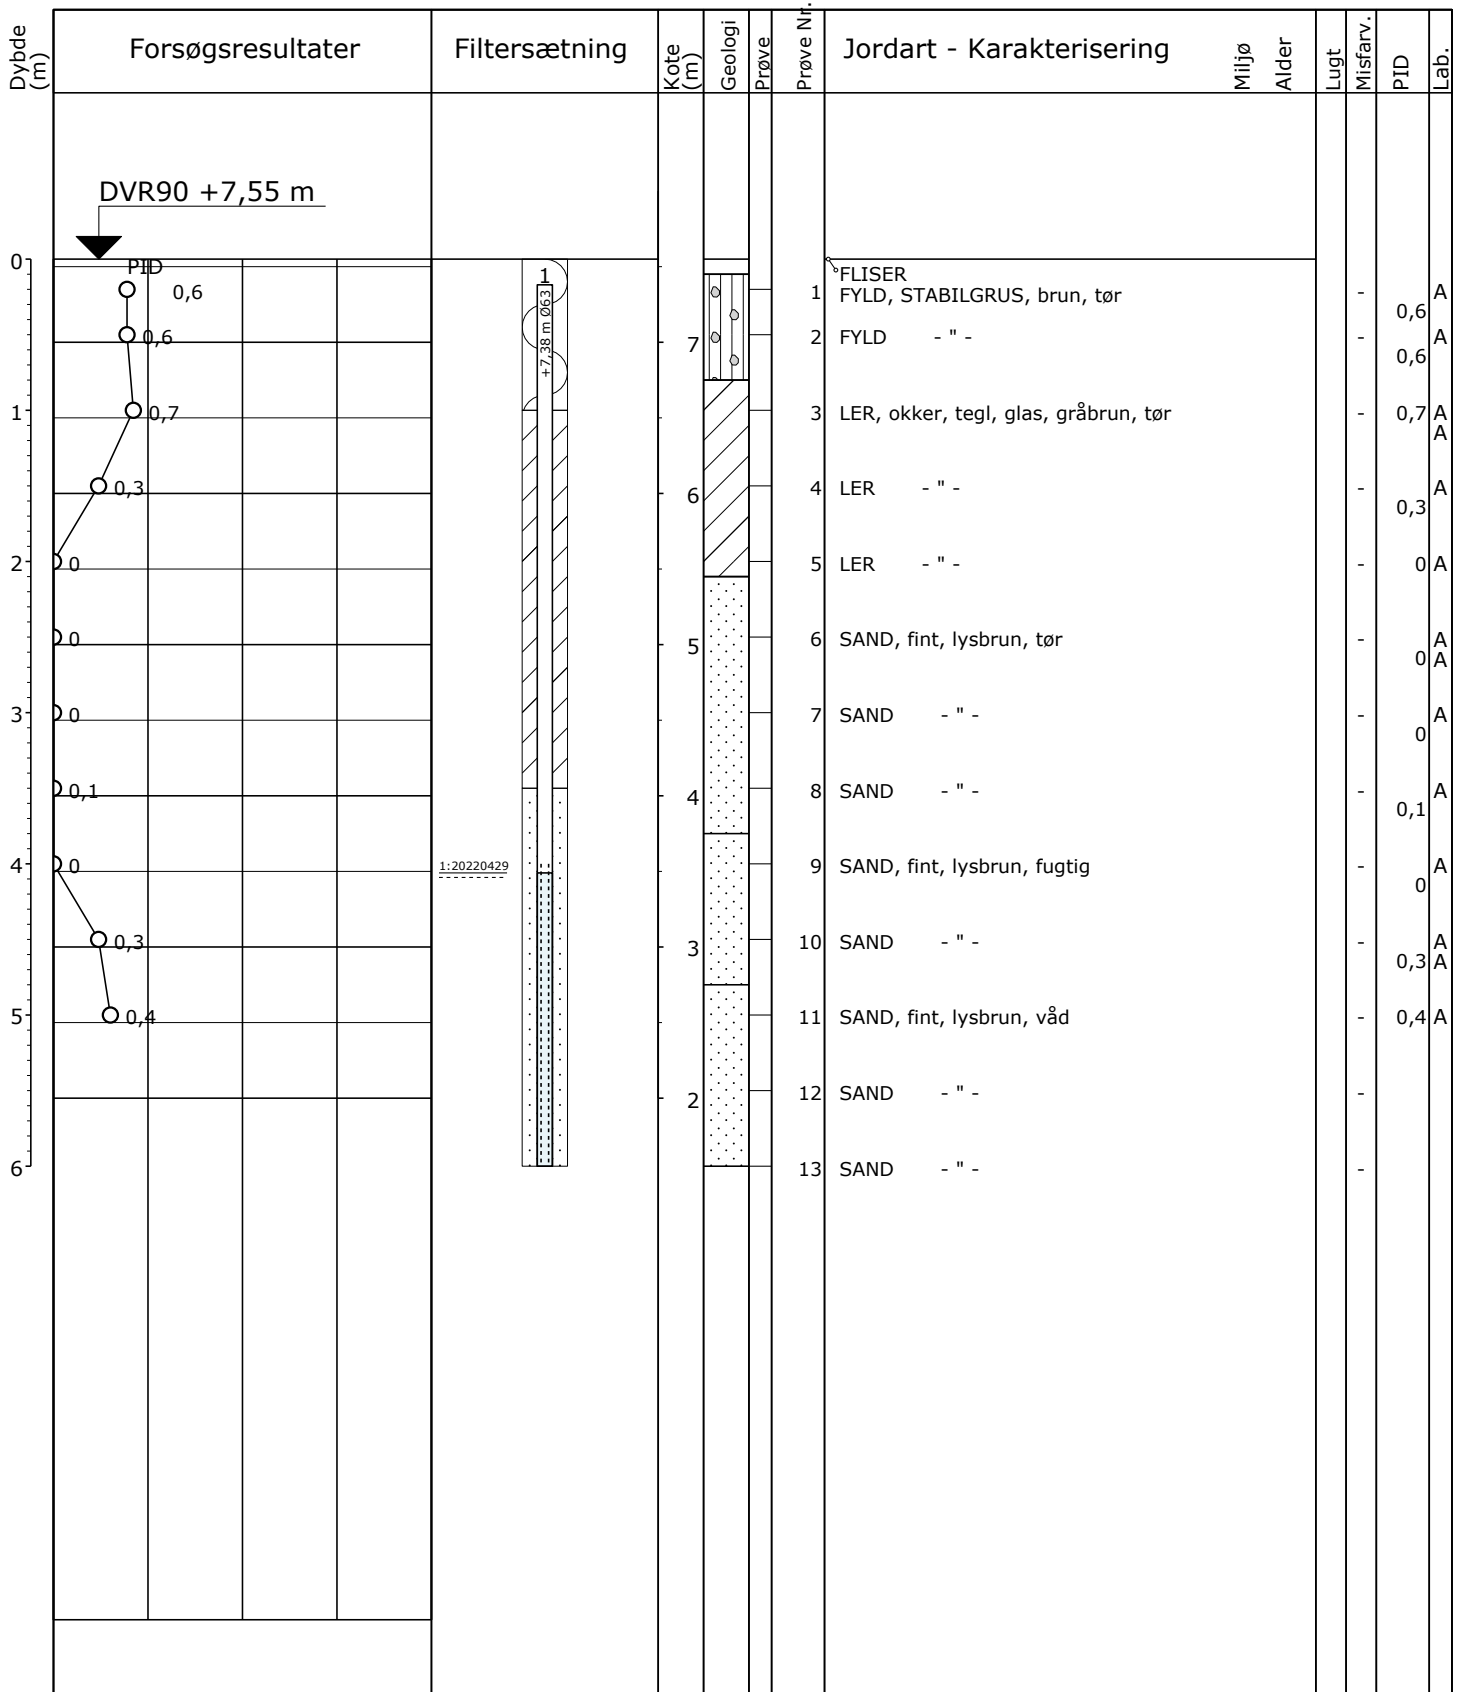 Dybde (m) Forsøgsresultater Filtersætning Kote (m) Geologi Prøve Prøve Nr. Jordart - Karakterisering Miljø Alder Lugt Misfarv. PID Lab.
DVR90 +7,55 m
0
PID
1
FLISER
0,6 1 FYLD, STABILGRUS, brun, tør - A
0,6
+7,38 m Ø63
0,6 7 2 FYLD - " - - A
0,6
1 0,7 3 LER, okker, tegl, glas, gråbrun, tør - 0,7 A
A
0,3 6 4 LER - " - - A
0,3
2 0 5 LER - " - - 0 A
0 5 6 SAND, fint, lysbrun, tør - A
0 A
3 0 7 SAND - " - - A
0
0,1 4 8 SAND - " - - A
0,1
4 0 1:20220429 9 SAND, fint, lysbrun, fugtig - A
0
0,3 3 10 SAND - " - - A
0,3 A
5 0,4 11 SAND, fint, lysbrun, våd - 0,4 A
2 12 SAND - " - -
6 13 SAND - " - -